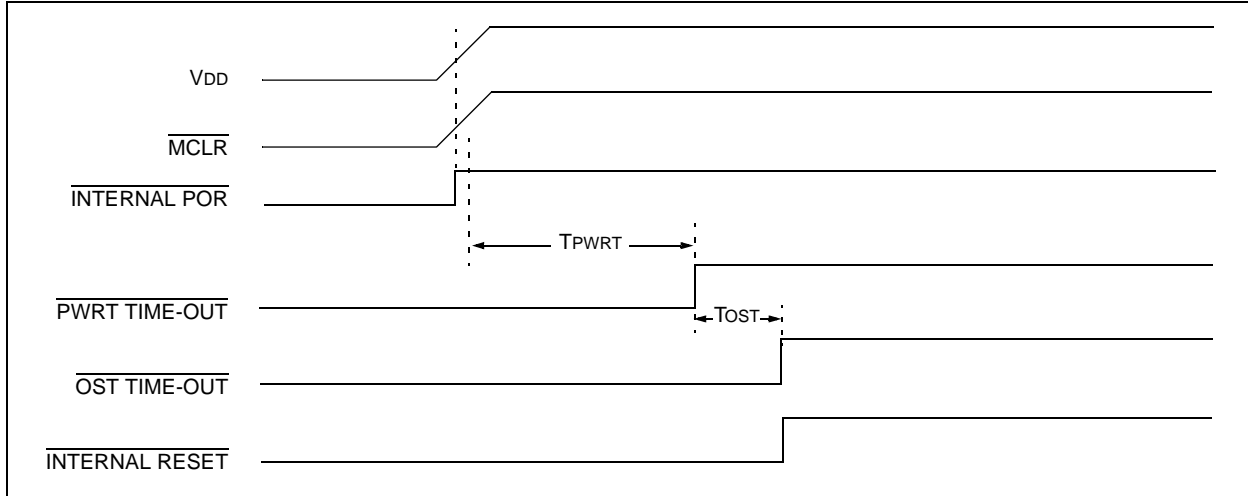 VDD
MCLR
INTERNAL POR
TPWRT
PWRT TIME-OUT
TOST
OST TIME-OUT
INTERNAL RESET